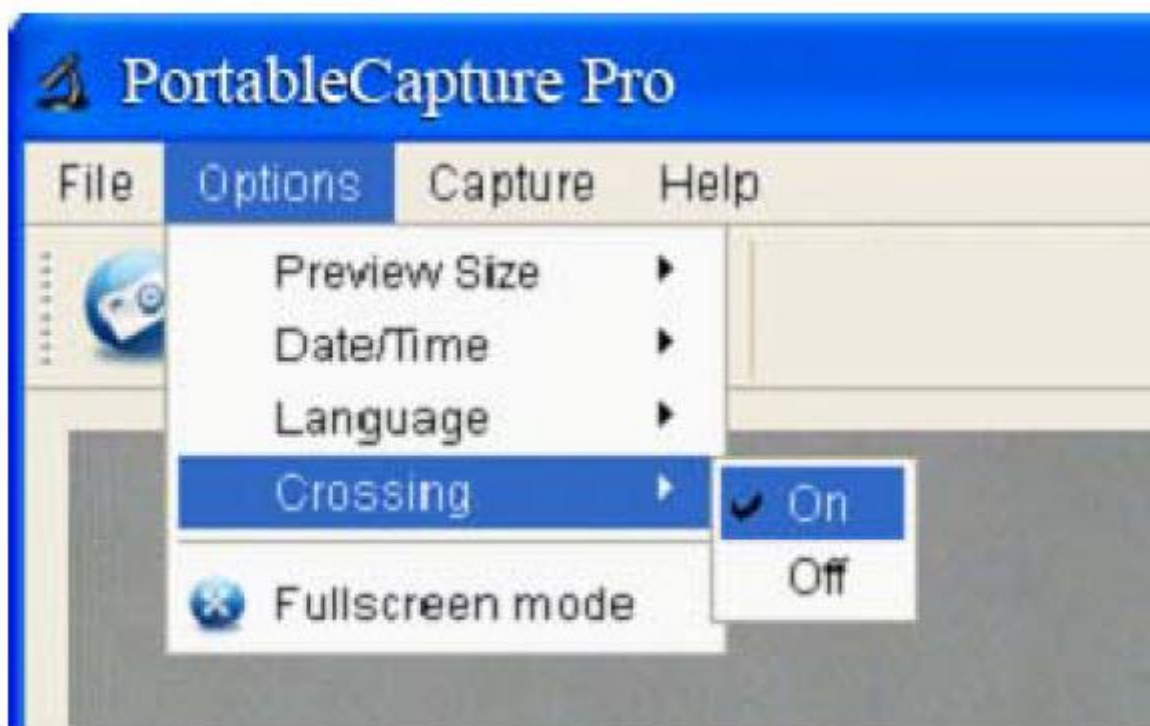 PortableCapture Pro
File Options Capture Help
Preview Size
Date/Time
Language
Crossing
On
Off
Fullscreen mode